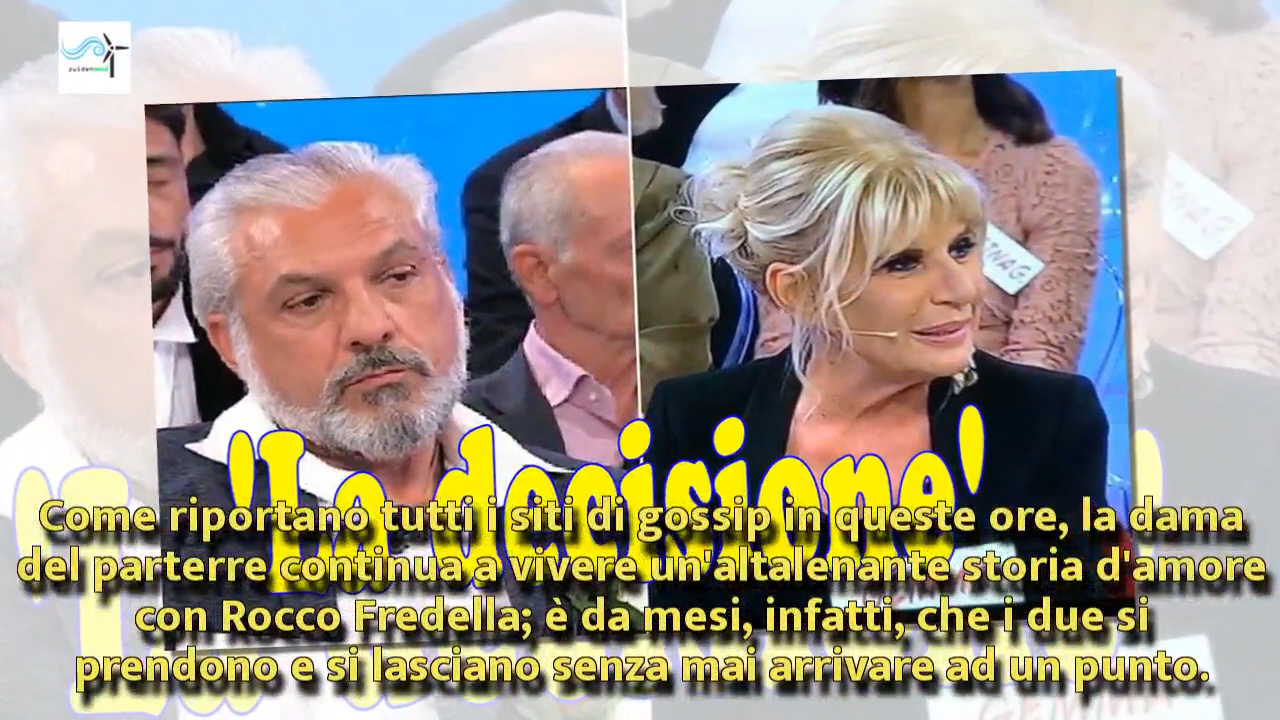 zuidenwind
'La decisione'
Come riportano tutti i siti di gossip in queste ore, la dama
del parterre continua a vivere un'altalenante storia d'amore
con Rocco Fredella; è da mesi, infatti, che i due si
prendono e si lasciano senza mai arrivare ad un punto.
GEMMA